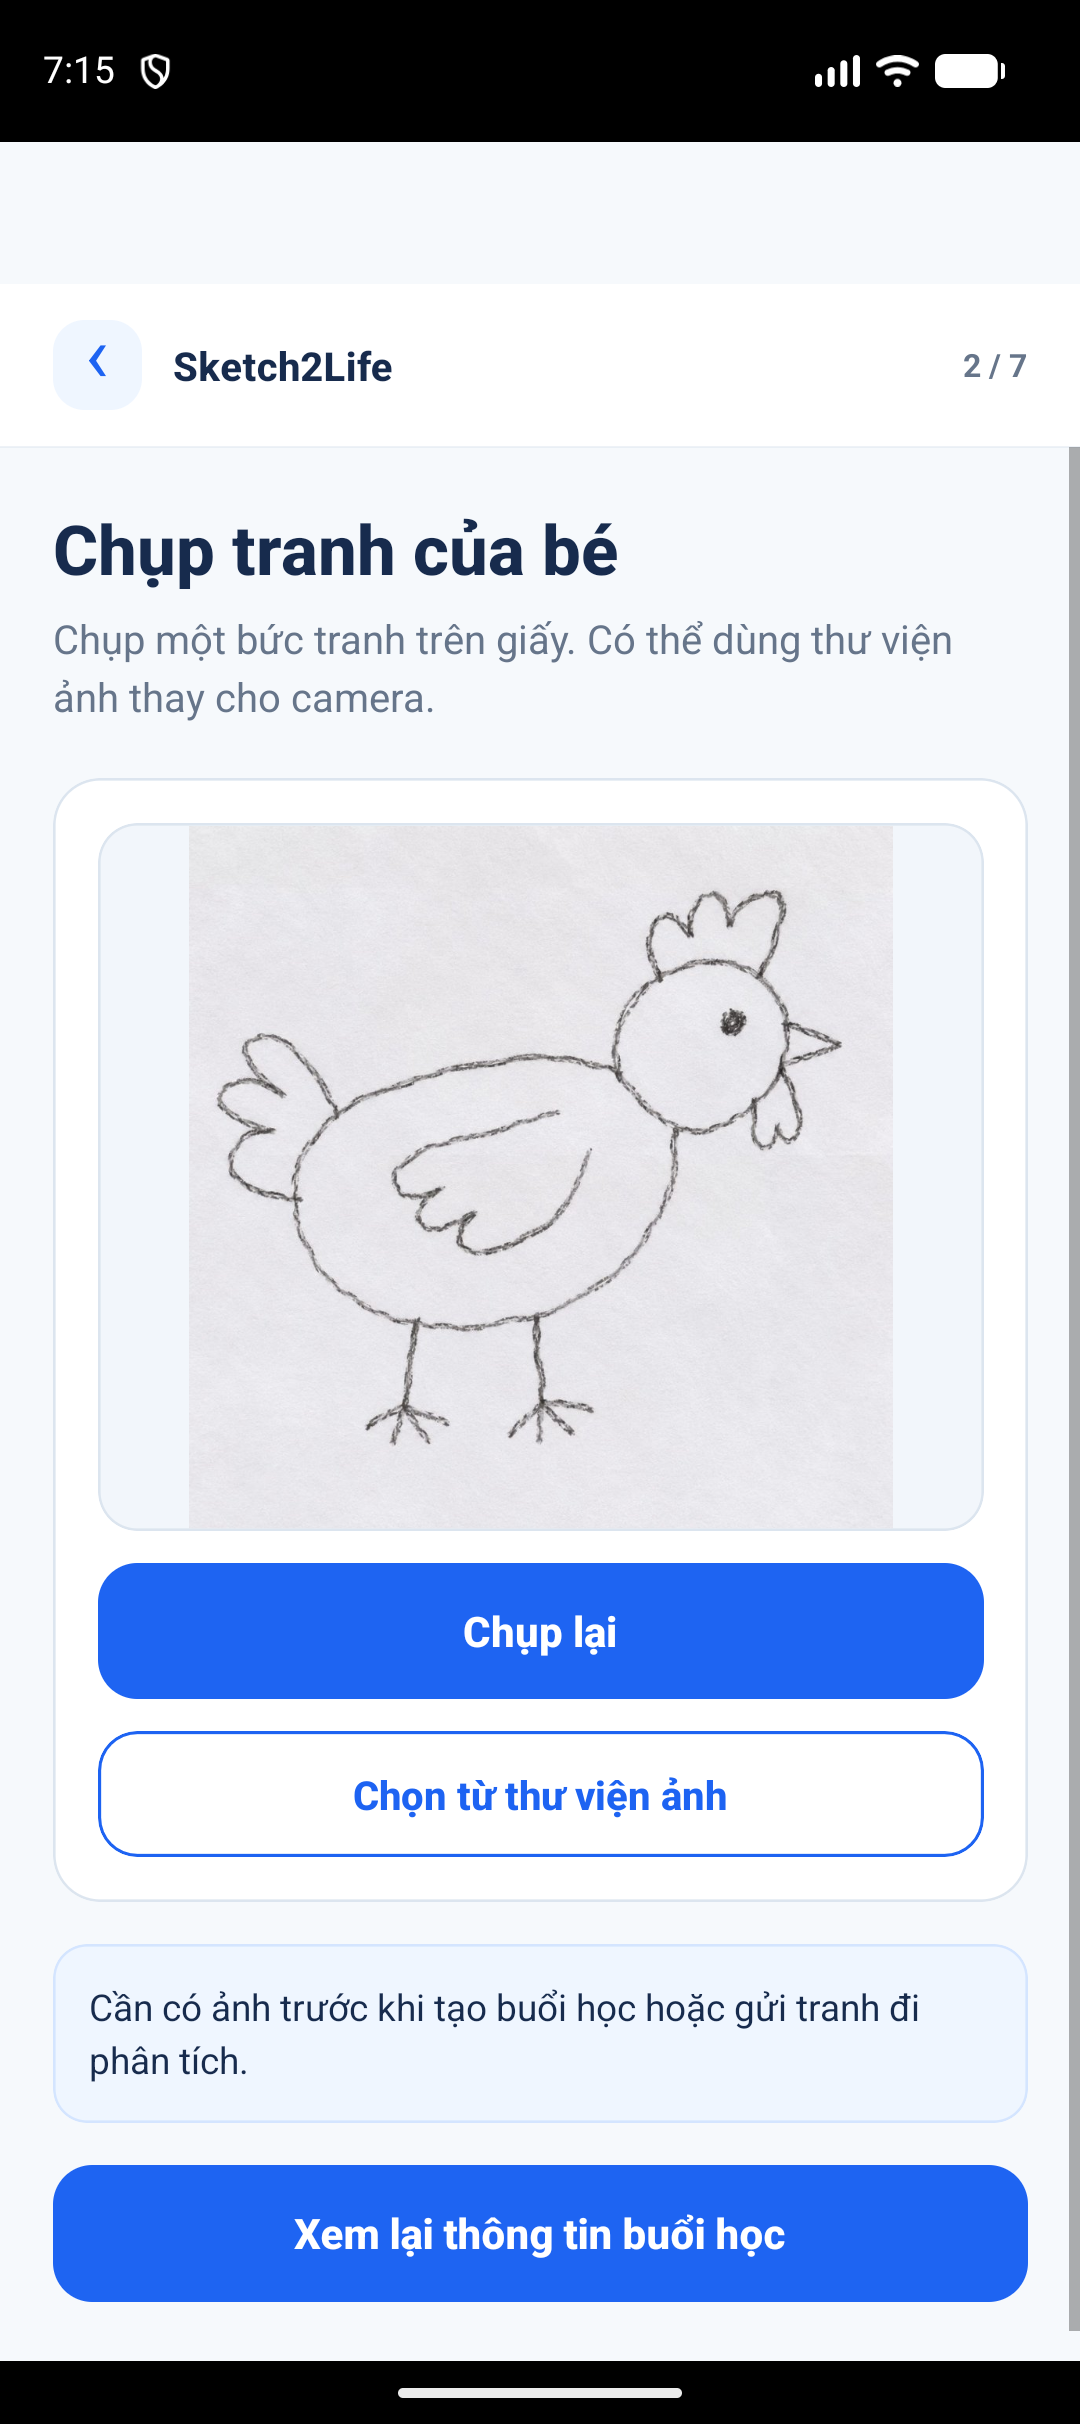 7:15
Sketch2Life
2 / 7
Chụp tranh của bé
Chụp một bức tranh trên giấy. Có thể dùng thư viện
ảnh thay cho camera.
Chụp lại
Chọn từ thư viện ảnh
Cần có ảnh trước khi tạo buổi học hoặc gửi tranh đi
phân tích.
Xem lại thông tin buổi học